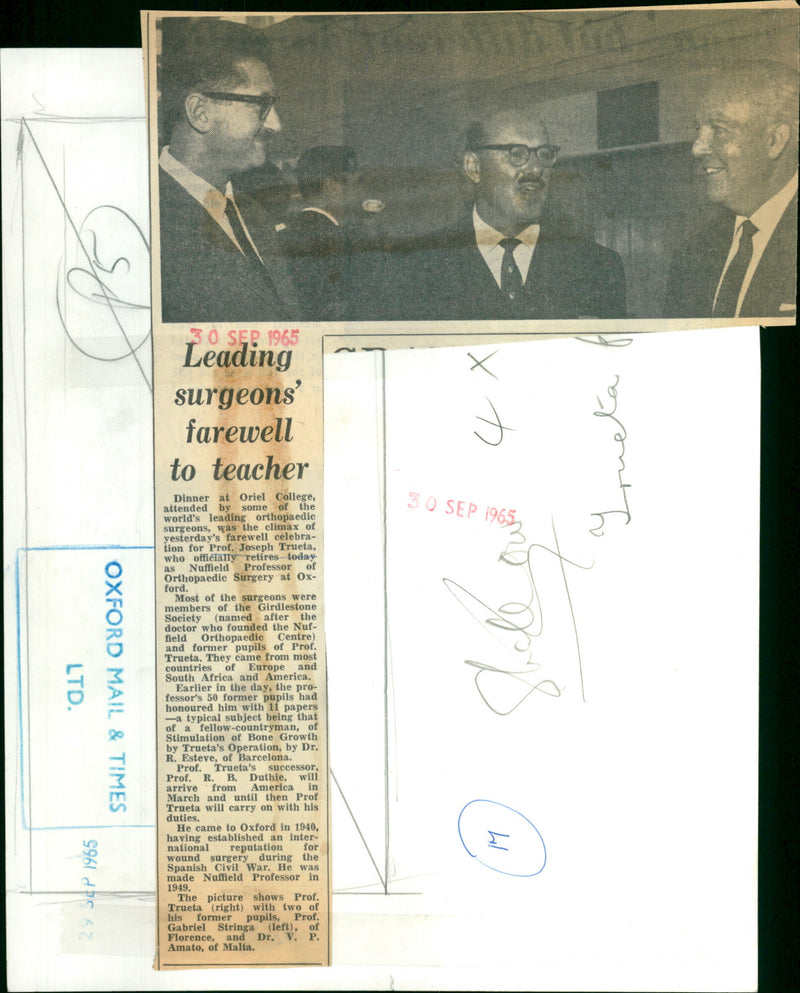 30 SEP 1965
Leading
surgeons'
farewell
to teacher
Dinner at Oriel College,
attended by some of the
world's leading orthopaedic
surgeons, was the climax of
yesterday's farewell celebra-
tion for Prof. Joseph Trueta,
who officially retires today
as Nuffield Professor of
Orthopaedic Surgery at Ox-
ford.
Most of the surgeons were
members of the Girdlestone
Society (named after the
doctor who founded the Nuf-
field Orthopaedic Centre)
and former pupils of Prof.
Trueta. They came from most
countries of Europe and
South Africa and America.
Earlier in the day, the pro-
fessor's 50 former pupils had
honoured him with 11 papers
—a typical subject being that
of a fellow-countryman, of
Stimulation of Bone Growth
by Trueta's Operation, by Dr.
R. Esteve, of Barcelona.
Prof. Trueta's successor,
Prof. R. B. Duthie, will
arrive from America in
March and until then Prof
Trueta will carry on with his
duties.
He came to Oxford in 1940,
having established an inter-
national reputation for
wound surgery during the
Spanish Civil War. He was
made Nuffield Professor in
1949.
The picture shows Prof.
Trueta (right) with two of
his former pupils, Prof.
Gabriel Stringa (left), of
Florence, and Dr. V. P.
Amato, of Malta.
OXFORD MAIL & TIMES
LTD.
29 SEP 1965
30 SEP 1965
4 x
Trueta